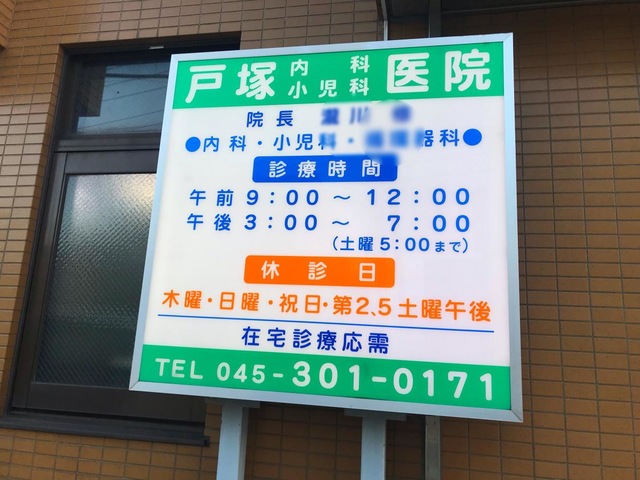 戸塚 内科 小児科 医院
院長
●内科・小児科・ 器科●
診療時間
午前9:00～12:00
午後3:00～ 7:00
(土曜5:00まで)
休診日
木曜・日曜・祝日・第2、5土曜午後
在宅診療応需
TEL 045-301-0171